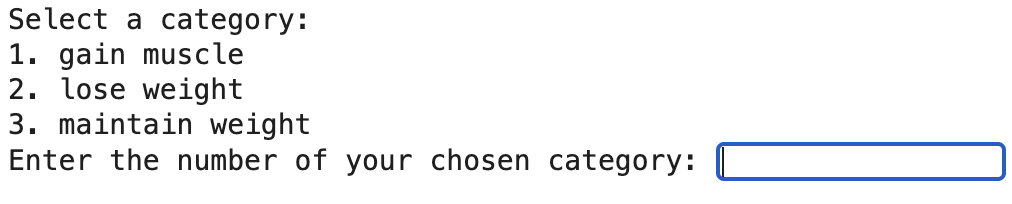 Select a category:
1. gain muscle
2. lose weight
3. maintain weight
Enter the number of your chosen category: